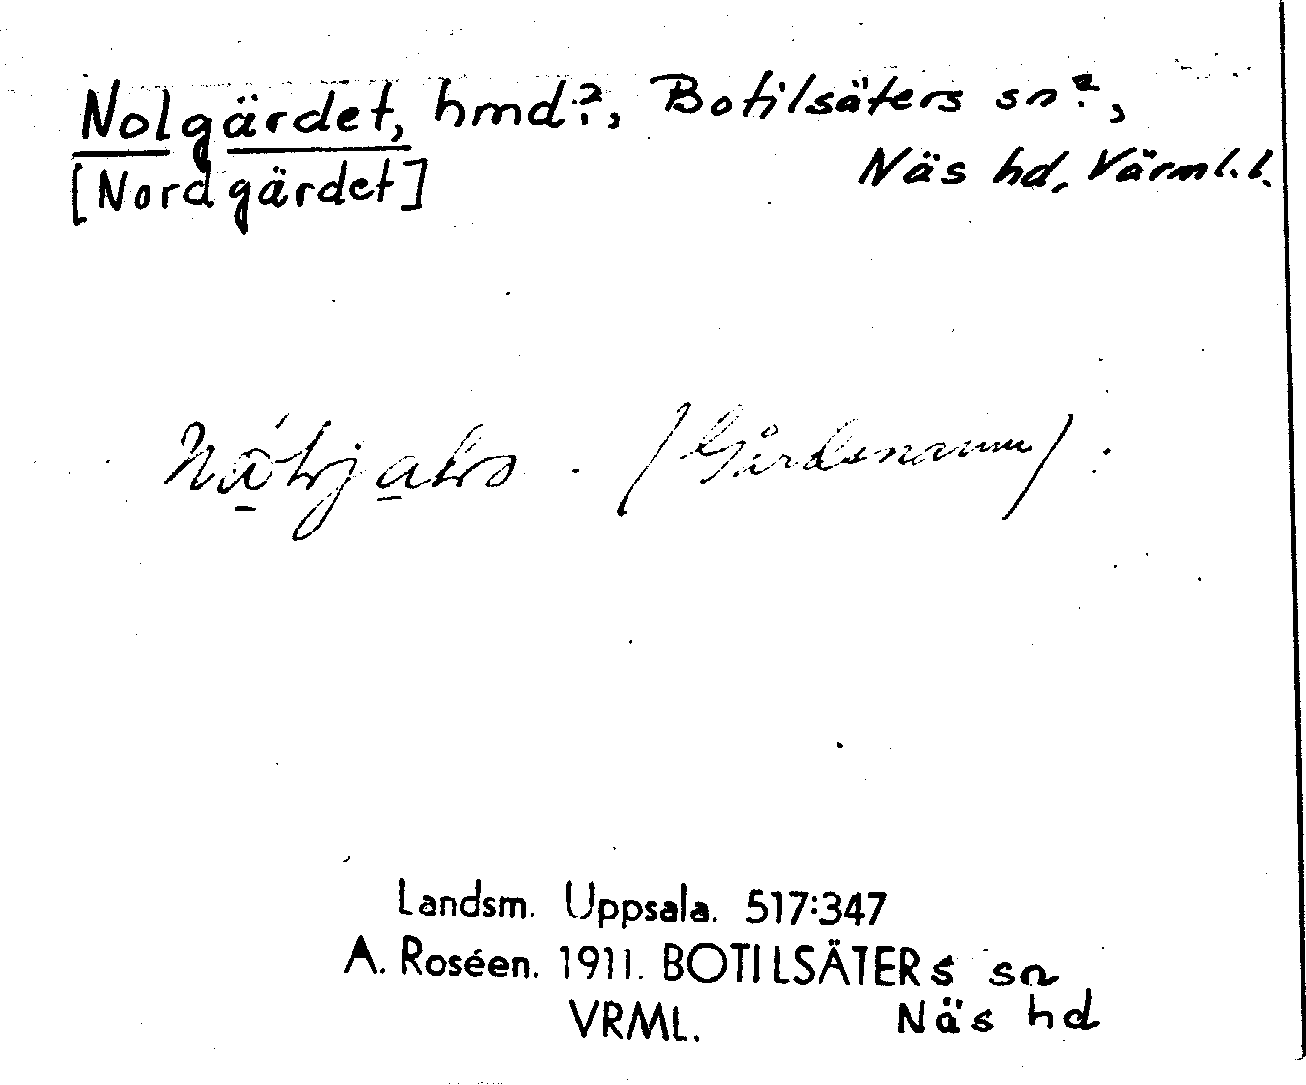 Nolgärdet, hmd?, Botilsäters sn?,
[Nordgärdet] Näs hd, Värml. l.
(Gårdsnamn).
Landsm. Uppsala. 517:347
A. Roséen. 1911. BOTILSÄTERs sn
VRML. Näs hd